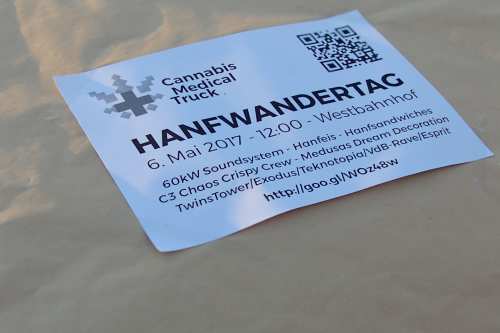 Cannabis
Medical
Truck
HANFWANDERTAG
6. Mai 2017 - 12:00 - Westbahnhof
60kW Soundsystem - Hanfeis - Hanfsandwiches
C3 Chaos Crispy Crew - Medusas Dream Decoration
TwinsTower/Exodus/Teknotopia/VdB-Rave/Esprit
http://goo.gl/WOz48w